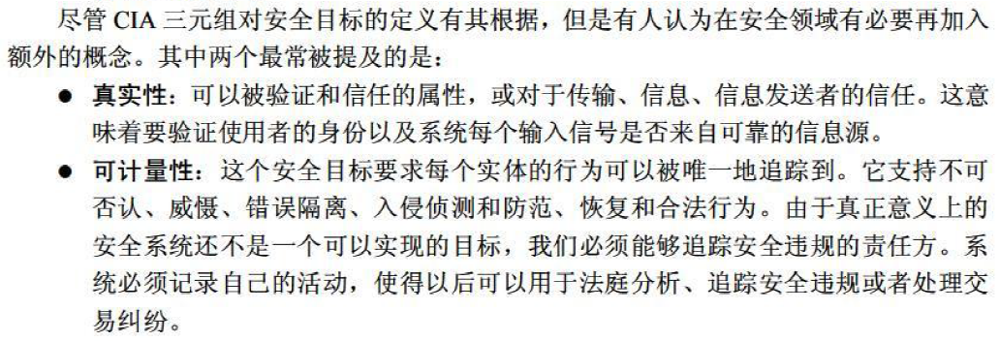 尽管 CIA 三元组对安全目标的定义有其根据，但是有人认为在安全领域有必要再加入
额外的概念。其中两个最常被提及的是：
● 真实性：可以被验证和信任的属性，或对于传输、信息、信息发送者的信任。这意
味着要验证使用者的身份以及系统每个输入信号是否来自可靠的信息源。
● 可计量性：这个安全目标要求每个实体的行为可以被唯一地追踪到。它支持不可
否认、威慑、错误隔离、入侵侦测和防范、恢复和合法行为。由于真正意义上的
安全系统还不是一个可以实现的目标，我们必须能够追踪安全违规的责任方。系
统必须记录自己的活动，使得以后可以用于法庭分析、追踪安全违规或者处理交
易纠纷。